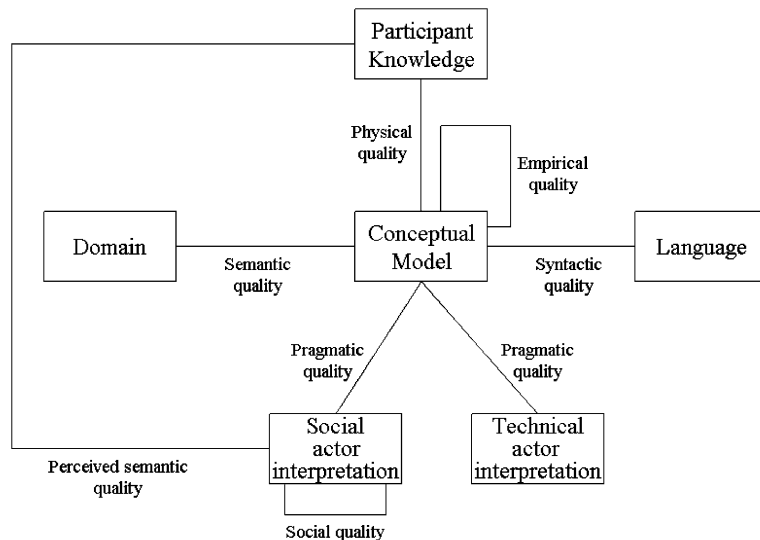 Participant
Knowledge
Physical
quality
Empirical
quality
Domain
Conceptual
Model
Language
Semantic
quality
Syntactic
quality
Pragmatic
quality
Pragmatic
quality
Social
actor
interpretation
Technical
actor
interpretation
Perceived semantic
quality
Social quality